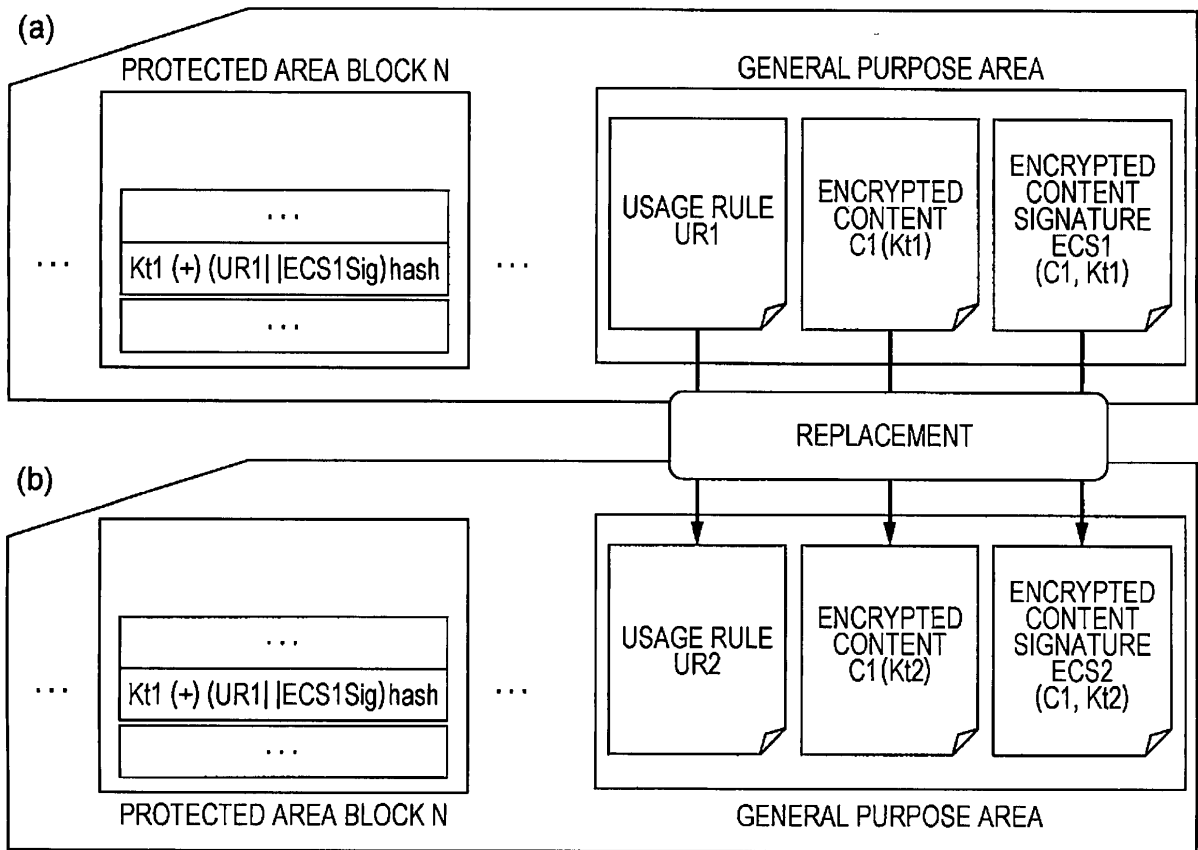 (a)
PROTECTED AREA BLOCK N
GENERAL PURPOSE AREA
...
...
Kt1 (+) (UR1||ECS1Sig)hash
...
...
USAGE RULE
UR1
ENCRYPTED
CONTENT
C1(Kt1)
ENCRYPTED
CONTENT
SIGNATURE
ECS1
(C1, Kt1)
REPLACEMENT
(b)
...
...
Kt1 (+) (UR1||ECS1Sig)hash
...
...
USAGE RULE
UR2
ENCRYPTED
CONTENT
C1(Kt2)
ENCRYPTED
CONTENT
SIGNATURE
ECS2
(C1, Kt2)
PROTECTED AREA BLOCK N
GENERAL PURPOSE AREA